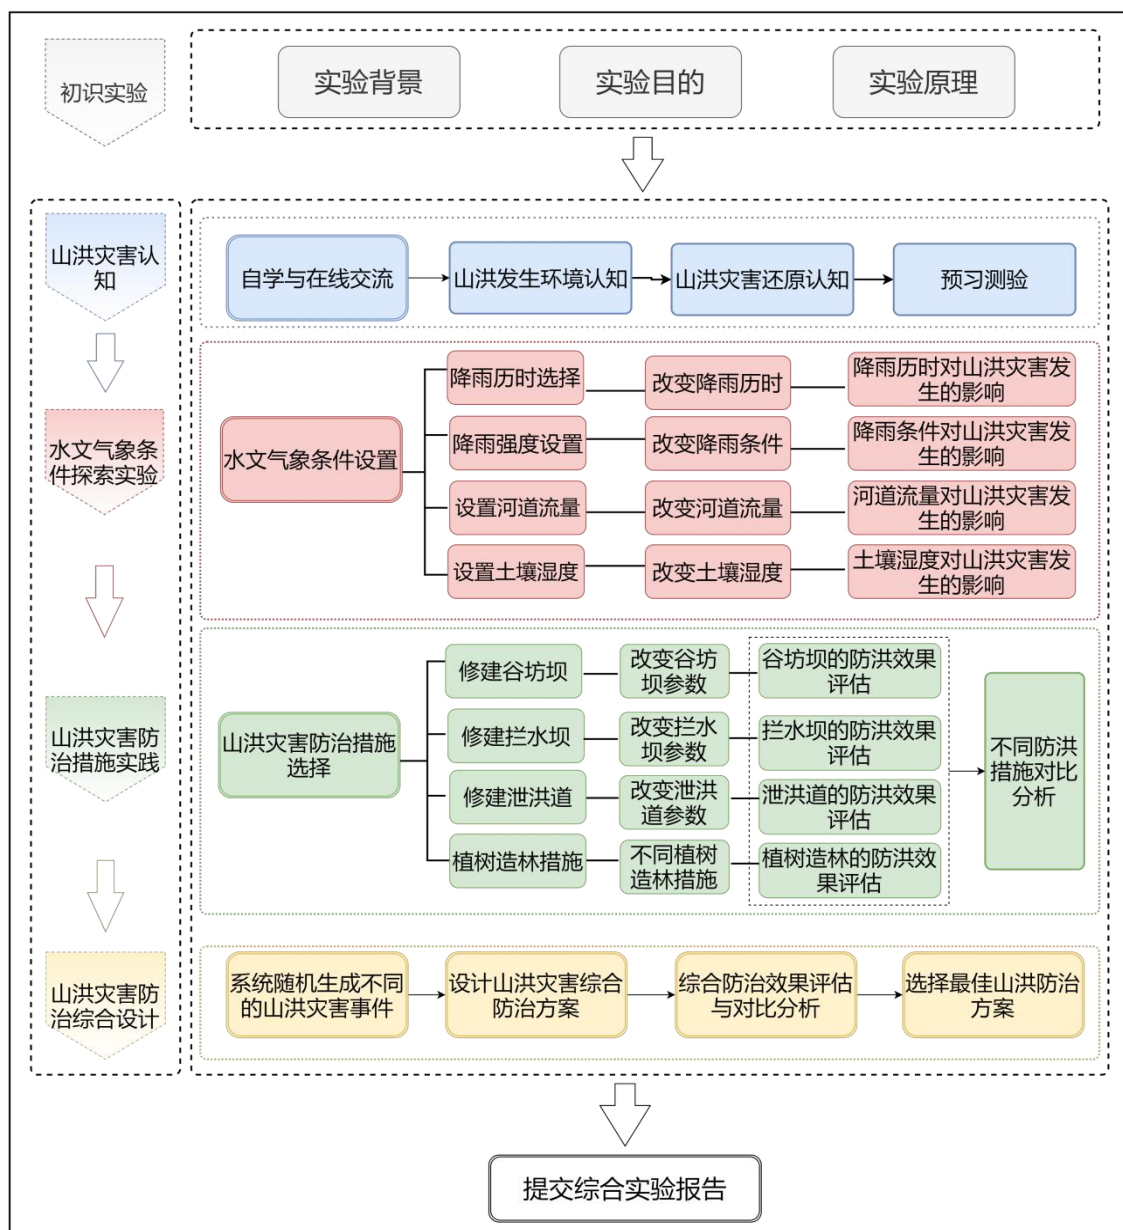 初识实验
实验背景
实验目的
实验原理
山洪灾害认
知
自学与在线交流
山洪发生环境认知
山洪灾害还原认知
预习测验
水文气象条
件探索实验
水文气象条件设置
降雨历时选择
改变降雨历时
降雨历时对山洪灾害发
生的影响
降雨强度设置
改变降雨条件
降雨条件对山洪灾害发
生的影响
设置河道流量
改变河道流量
河道流量对山洪灾害发
生的影响
设置土壤湿度
改变土壤湿度
土壤湿度对山洪灾害发
生的影响
山洪灾害防
治措施实践
山洪灾害防治措施
选择
修建谷坊坝
改变谷坊
坝参数
谷坊坝的防洪效果
评估
修建拦水坝
改变拦水
坝参数
拦水坝的防洪效果
评估
修建泄洪道
改变泄洪
道参数
泄洪道的防洪效果
评估
植树造林措施
不同植树
造林措施
植树造林的防洪效
果评估
不同防洪
措施对比
分析
山洪灾害防
治综合设计
系统随机生成不同
的山洪灾害事件
设计山洪灾害综合
防治方案
综合防治效果评估
与对比分析
选择最佳山洪防治
方案
提交综合实验报告